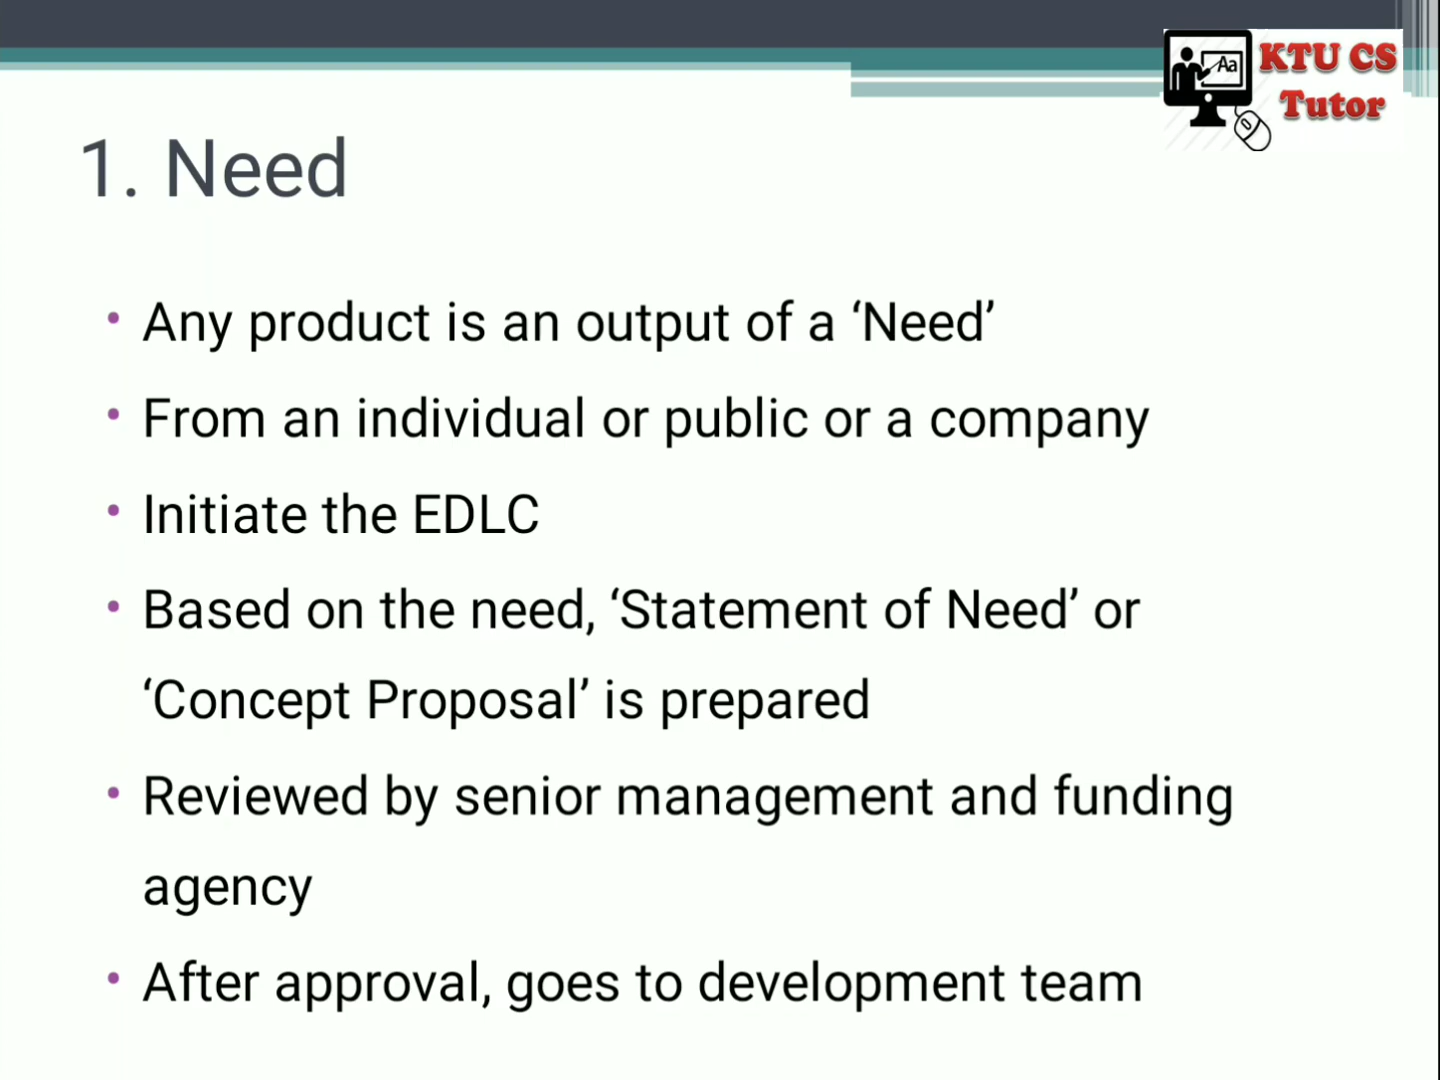 KTU CS
Tutor
Aa
1. Need
• Any product is an output of a ‘Need’
• From an individual or public or a company
• Initiate the EDLC
• Based on the need, ‘Statement of Need’ or
‘Concept Proposal’ is prepared
• Reviewed by senior management and funding
agency
• After approval, goes to development team